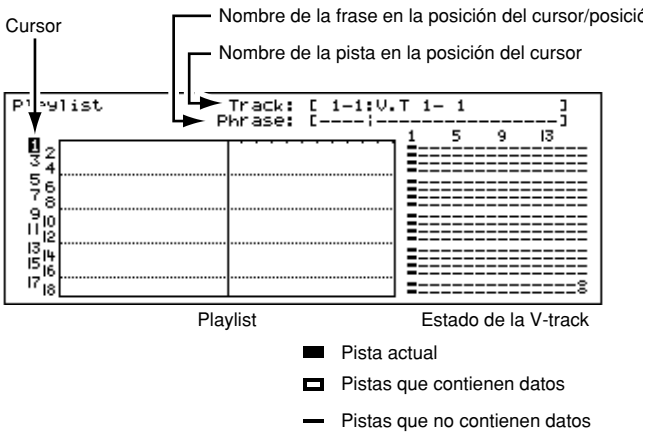 Nombre de la frase en la posición del cursor/posició
Cursor
Nombre de la pista en la posición del cursor
Playlist Track: [ 1-1:V.T 1- 1 ]
Phrase: [----¦------------------]
1 5 9 13
1 2
3 4
5 6
7 8
9 10
11 12
13 14
15 16
17 18
8
Playlist Estado de la V-track
Pista actual
Pistas que contienen datos
Pistas que no contienen datos